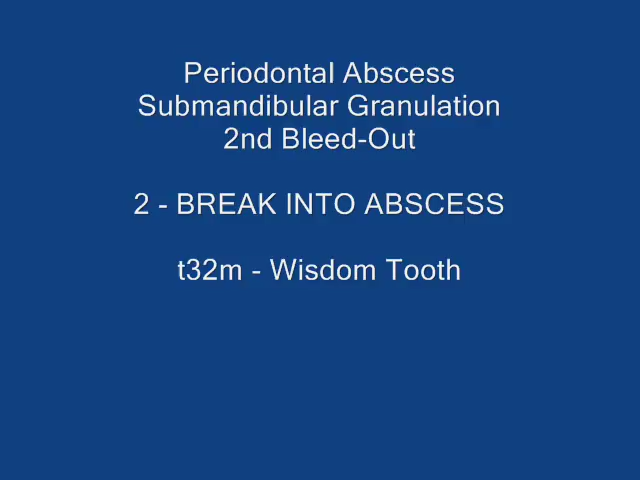 Periodontal Abscess
Submandibular Granulation
2nd Bleed-Out
2 - BREAK INTO ABSCESS
t32m - Wisdom Tooth